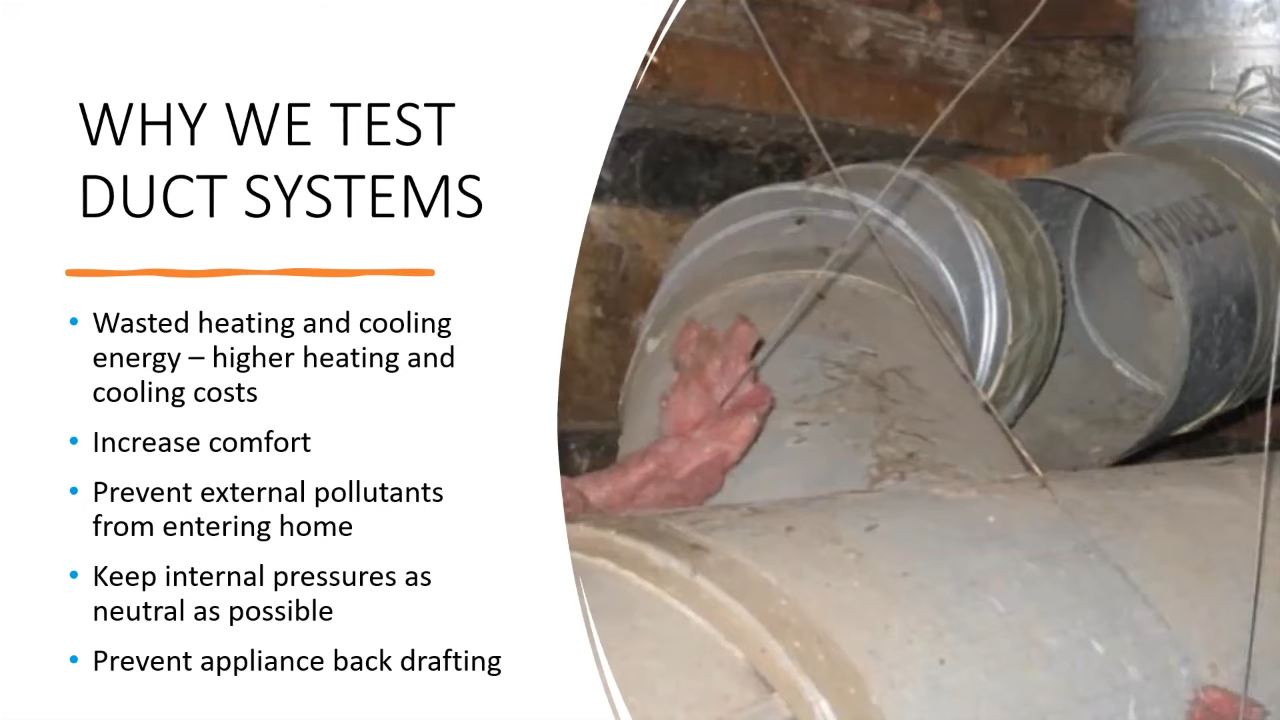 WHY WE TEST
DUCT SYSTEMS
• Wasted heating and cooling
energy – higher heating and
cooling costs
• Increase comfort
• Prevent external pollutants
from entering home
• Keep internal pressures as
neutral as possible
• Prevent appliance back drafting